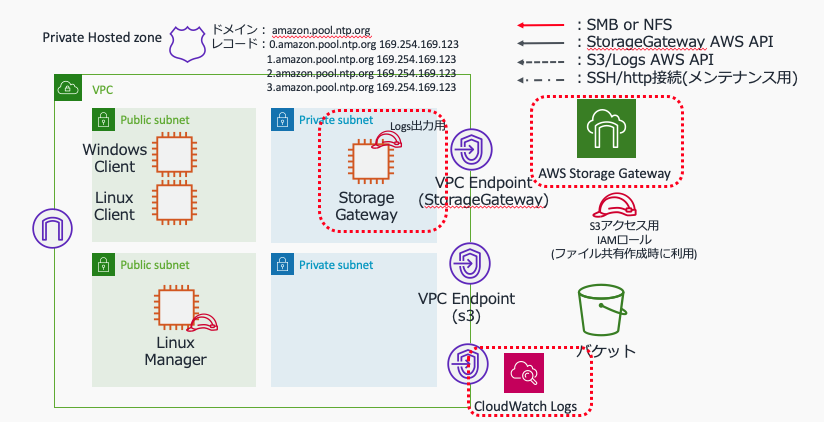 Private Hosted zone
ドメイン： amazon.pool.ntp.org
レコード：0.amazon.pool.ntp.org 169.254.169.123
1.amazon.pool.ntp.org 169.254.169.123
2.amazon.pool.ntp.org 169.254.169.123
3.amazon.pool.ntp.org 169.254.169.123
：SMB or NFS
：StorageGateway AWS API
：S3/Logs AWS API
：SSH/http接続(メンテナンス用)
VPC
Public subnet
Windows
Client
Linux
Client
Private subnet
Logs出力用
Storage
Gateway
VPC Endpoint
(StorageGateway)
AWS Storage Gateway
S3アクセス用
IAMロール
(ファイル共有作成時に利用)
Public subnet
Linux
Manager
Private subnet
VPC Endpoint
(s3)
バケット
CloudWatch Logs